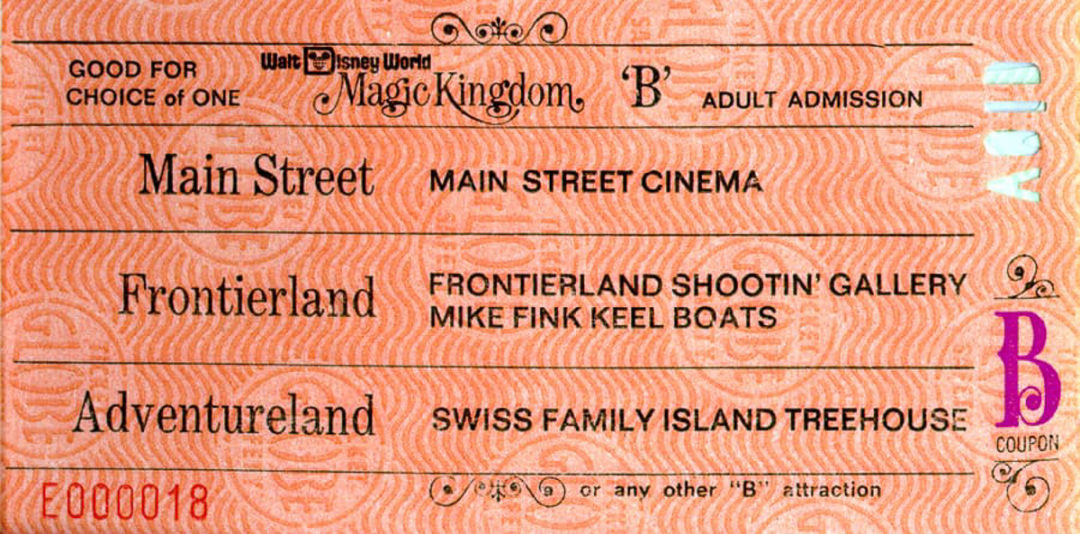 GOOD FOR
CHOICE of ONE
Walt Disney World
Magic Kingdom
'B'
ADULT ADMISSION
Main Street
MAIN STREET CINEMA
Frontierland
FRONTIERLAND SHOOTIN' GALLERY
MIKE FINK KEEL BOATS
Adventureland
SWISS FAMILY ISLAND TREEHOUSE
B
COUPON
E000018
or any other "B" attraction